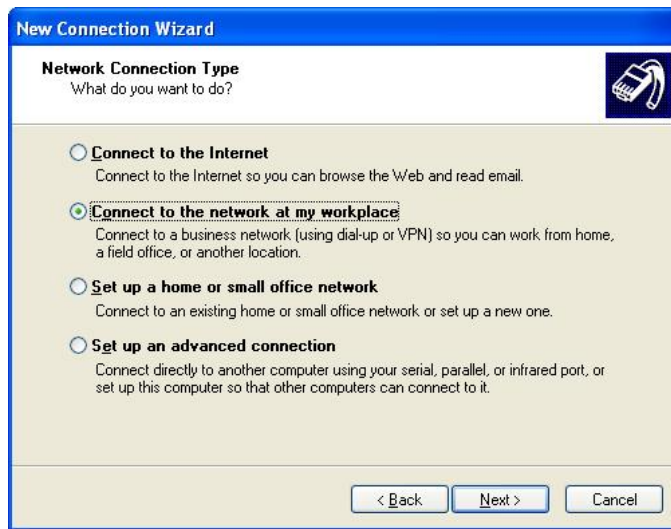 New Connection Wizard
Network Connection Type
What do you want to do?
Connect to the Internet
Connect to the Internet so you can browse the Web and read email.
Connect to the network at my workplace
Connect to a business network (using dial-up or VPN) so you can work from home,
a field office, or another location.
Set up a home or small office network
Connect to an existing home or small office network or set up a new one.
Set up an advanced connection
Connect directly to another computer using your serial, parallel, or infrared port, or
set up this computer so that other computers can connect to it.
< Back Next > Cancel